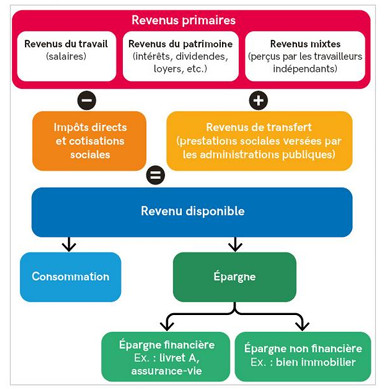 Revenus primaires
Revenus du travail
(salaires)
Revenus du patrimoine
(intérêts, dividendes,
loyers, etc.)
Revenus mixtes
(perçus par les travailleurs
indépendants)
−
+
Impôts directs
et cotisations
sociales
Revenus de transfert
(prestations sociales versées par
les administrations publiques)
=
Revenu disponible
Consommation
Épargne
Épargne financière
Ex. : livret A,
assurance-vie
Épargne non financière
Ex. : bien immobilier